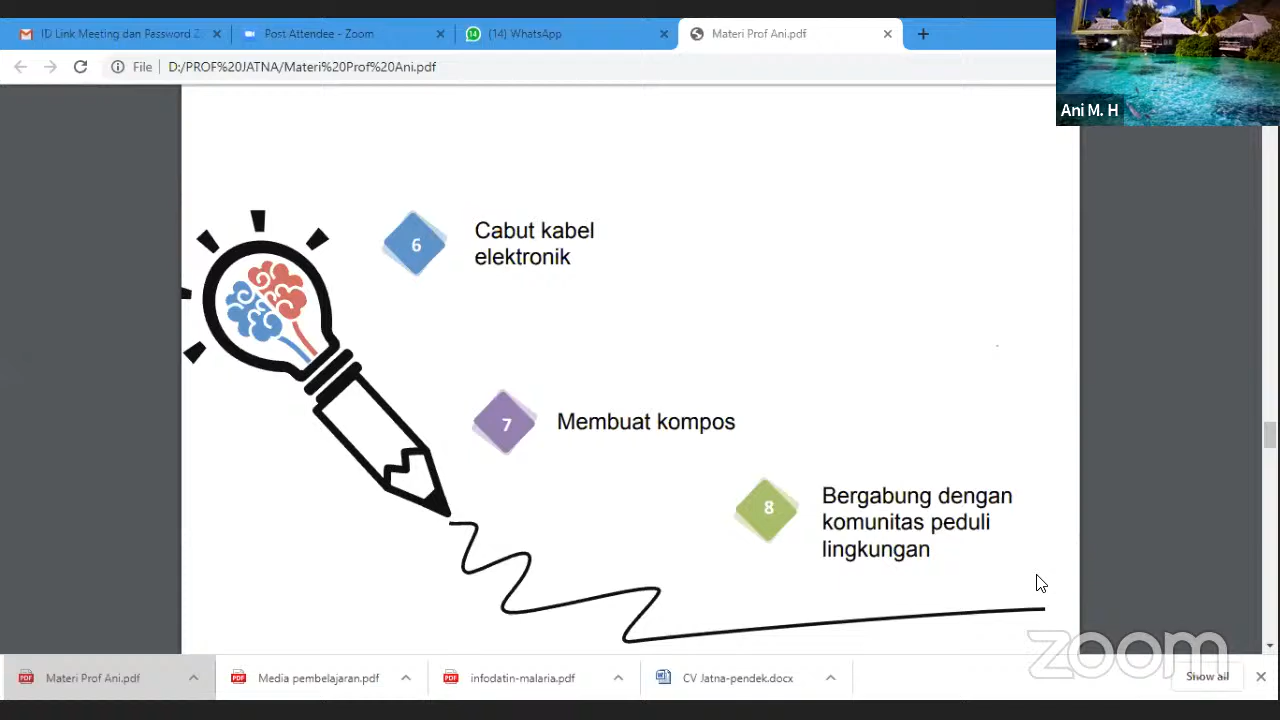 ID Link Meeting dan Password Z
Post Attendee - Zoom
(14) WhatsApp
Materi Prof Ani.pdf
File
D:/PROF%20JATNA/Materi%20Prof%20Ani.pdf
Ani M. H
6
Cabut kabel
elektronik
7
Membuat kompos
8
Bergabung dengan
komunitas peduli
lingkungan
zoom
Materi Prof Ani.pdf
Media pembelajaran.pdf
infodatin-malaria.pdf
CV Jatna-pendek.docx
Show all